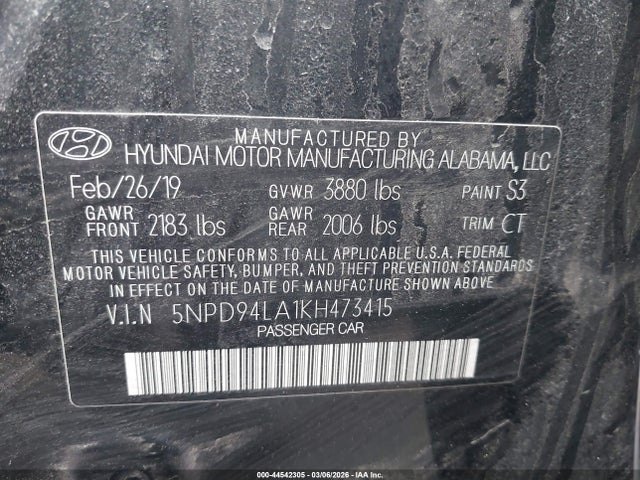 MANUFACTURED BY
HYUNDAI MOTOR MANUFACTURING ALABAMA, LLC
Feb/26/19 GVWR 3880 lbs PAINT S3
GAWR FRONT 2183 lbs GAWR REAR 2006 lbs TRIM CT
THIS VEHICLE CONFORMS TO ALL APPLICABLE U.S.A. FEDERAL
MOTOR VEHICLE SAFETY, BUMPER, AND THEFT PREVENTION STANDARDS
IN EFFECT ON THE DATE OF MANUFACTURE SHOWN ABOVE.
V.I.N 5NPD94LA1KH473415
PASSENGER CAR
000-44542305 - 03/06/2026 - IAA Inc.